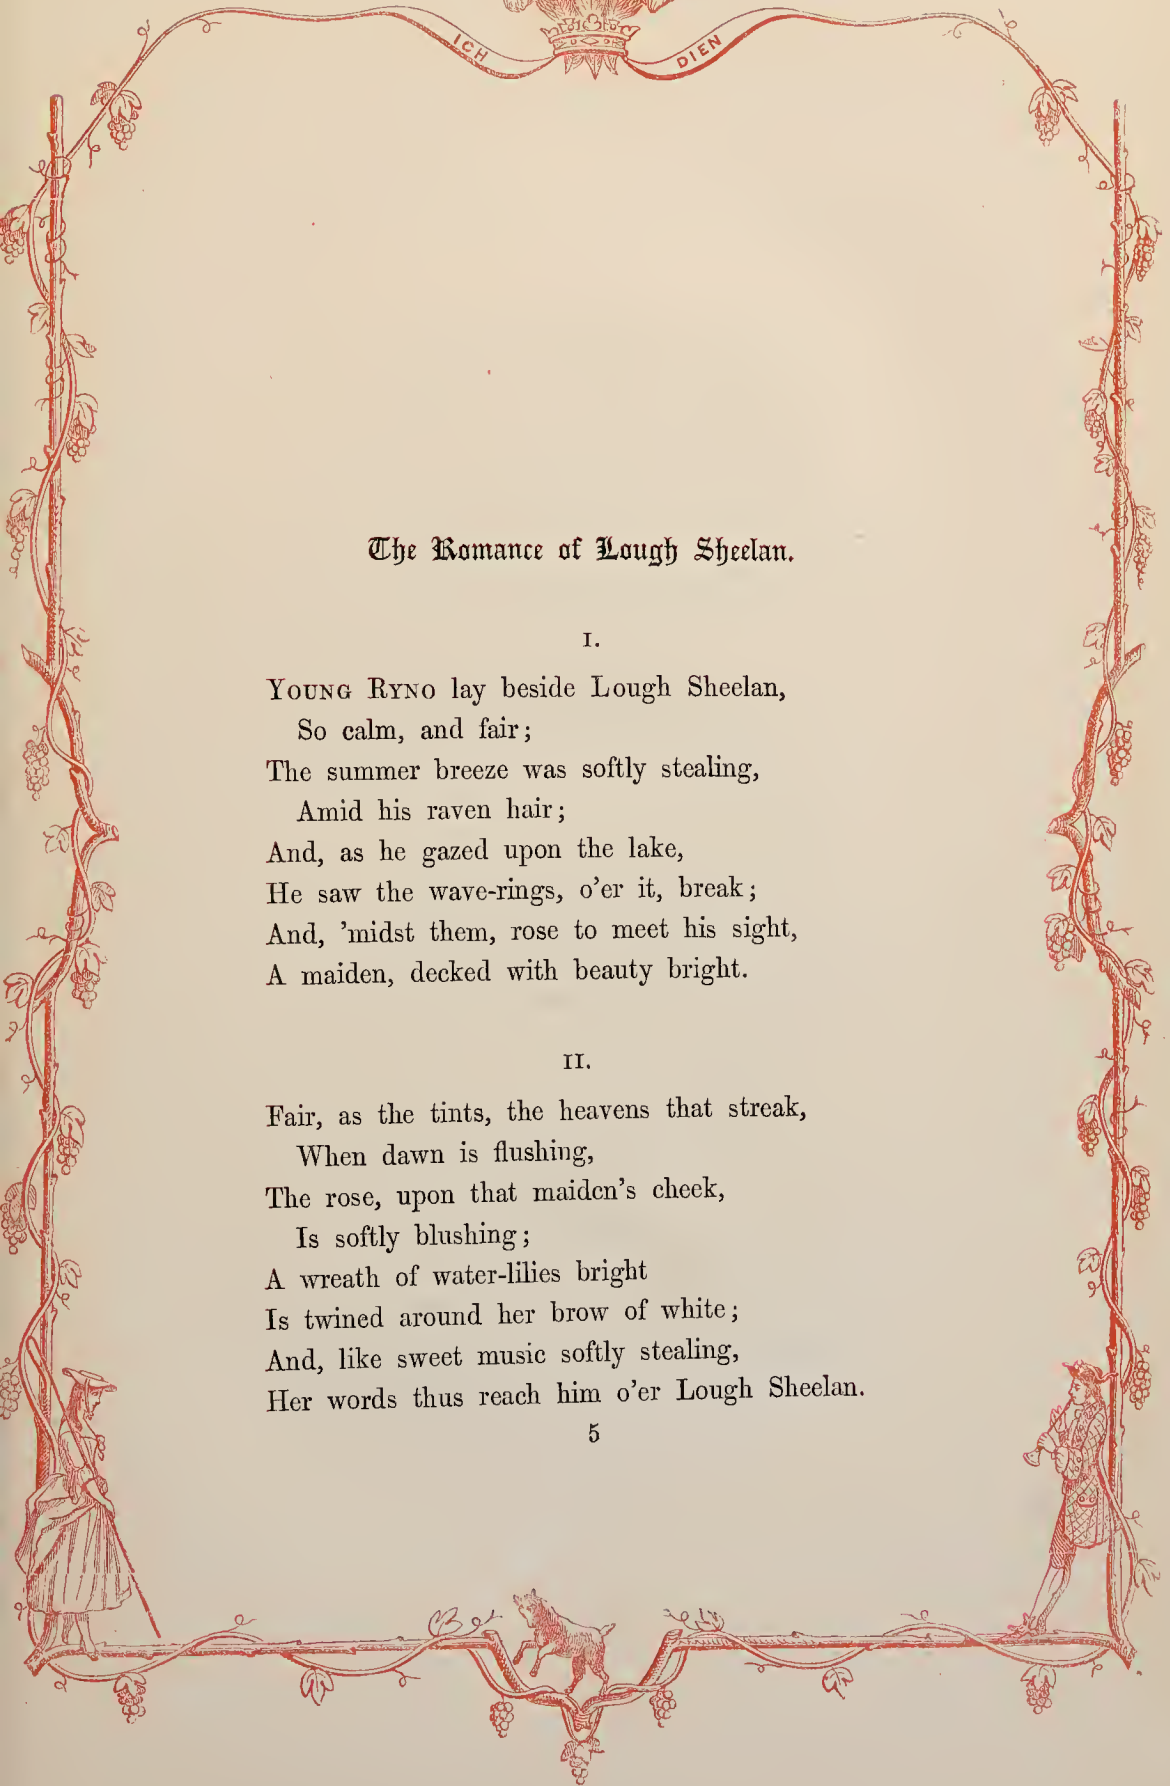 ICH DIEN
The Romance of Lough Sheelan.
I.
YOUNG RYNO lay beside Lough Sheelan,
So calm, and fair;
The summer breeze was softly stealing,
Amid his raven hair;
And, as he gazed upon the lake,
He saw the wave-rings, o'er it, break;
And, 'midst them, rose to meet his sight,
A maiden, decked with beauty bright.
II.
Fair, as the tints, the heavens that streak,
When dawn is flushing,
The rose, upon that maiden's cheek,
Is softly blushing;
A wreath of water-lilies bright
Is twined around her brow of white;
And, like sweet music softly stealing,
Her words thus reach him o'er Lough Sheelan.
5